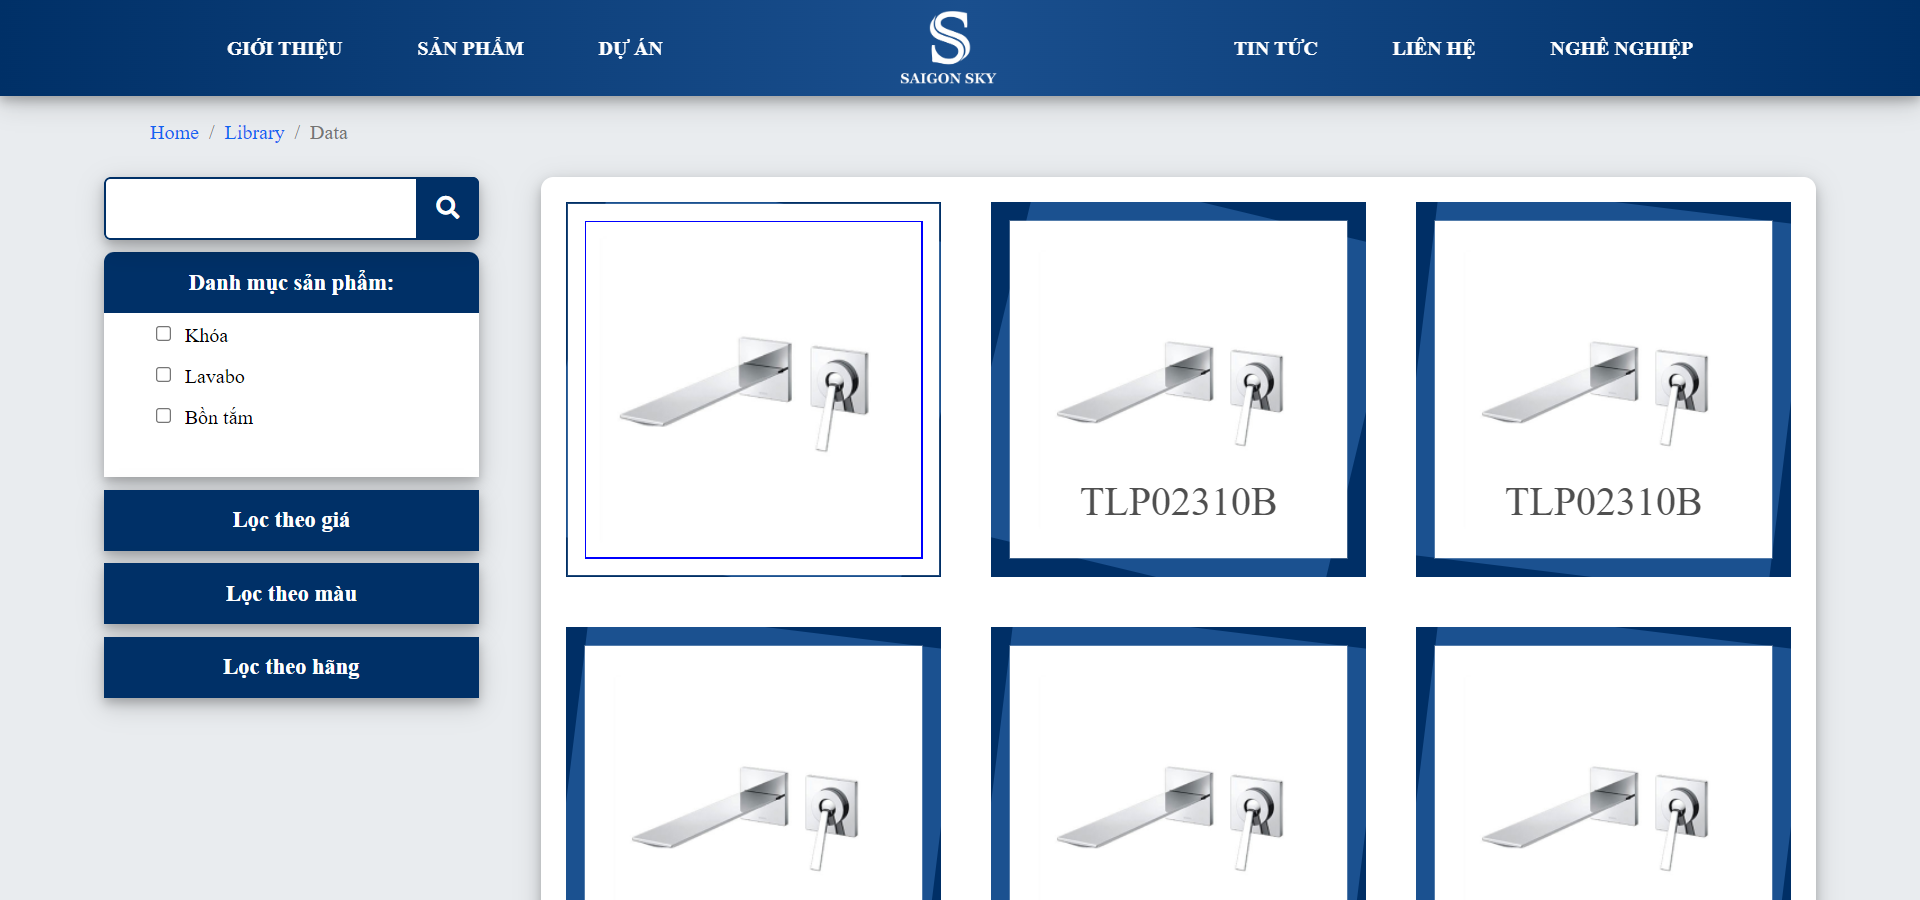 GIỚI THIỆU
SẢN PHẨM
DỰ ÁN
S
SAIGON SKY
TIN TỨC
LIÊN HỆ
NGHỀ NGHIỆP
Home / Library / Data
Danh mục sản phẩm:
Khóa
Lavabo
Bồn tắm
Lọc theo giá
Lọc theo màu
Lọc theo hãng
TLP02310B
TLP02310B